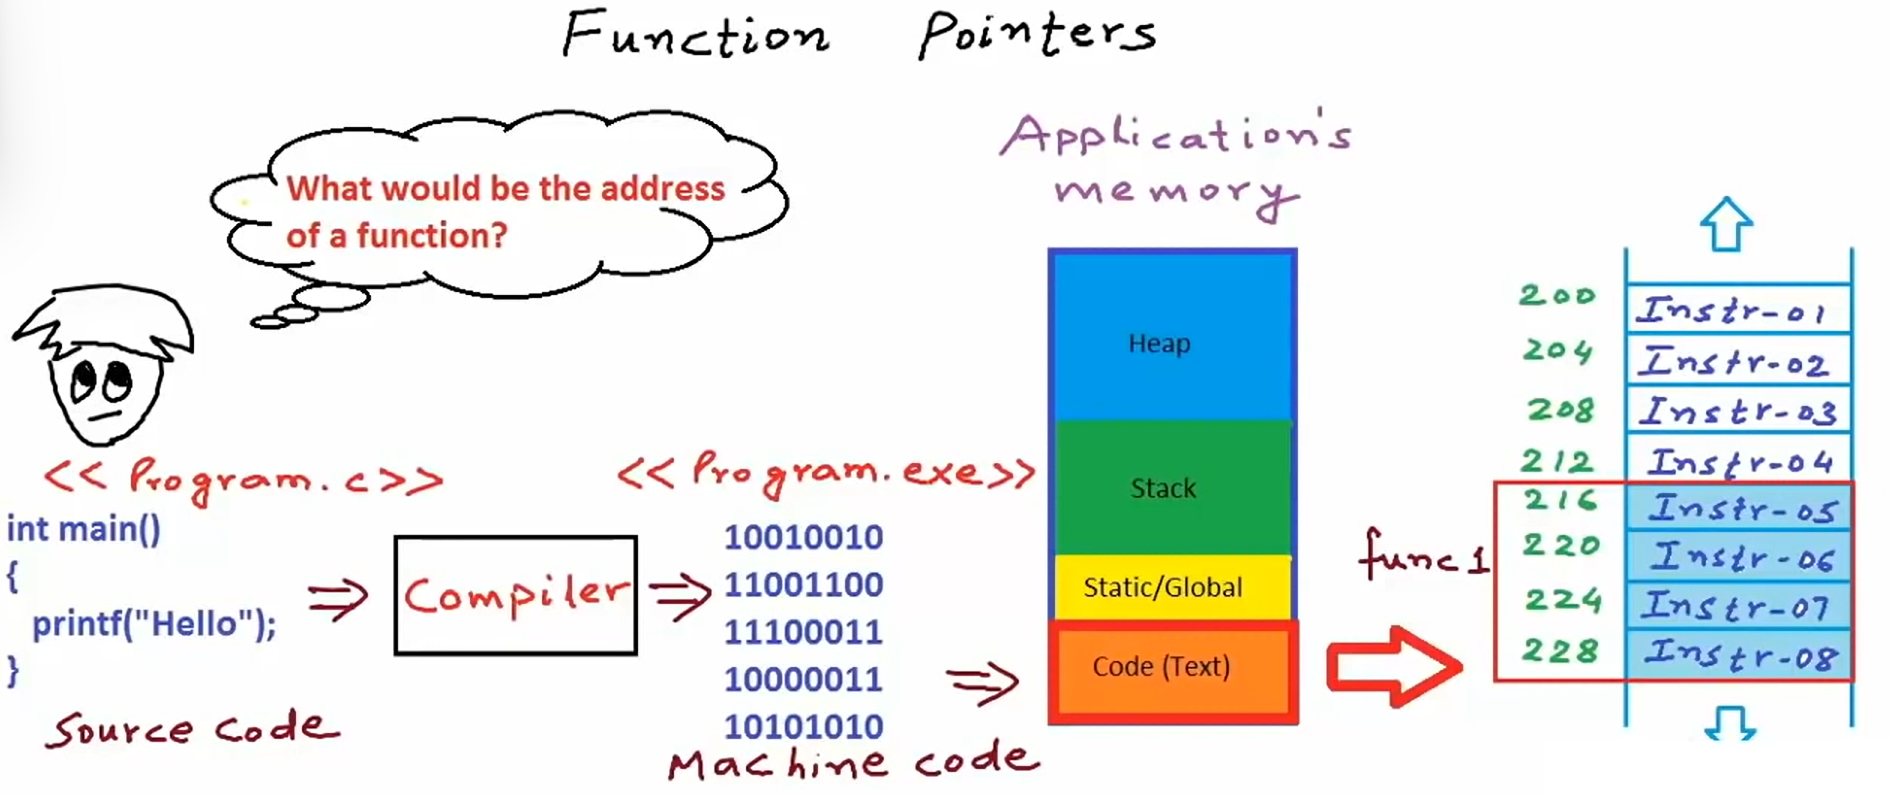 Function Pointers
What would be the address
of a function?
Application's
memory
<< Program.c>>
int main()
{
printf("Hello");
}
Source code
Compiler
<< Program.exe>>
10010010
11001100
11100011
10000011
10101010
Machine code
Heap
Stack
Static/Global
Code (Text)
func1
200 Instr-01
204 Instr-02
208 Instr-03
212 Instr-04
216 Instr-05
220 Instr-06
224 Instr-07
228 Instr-08